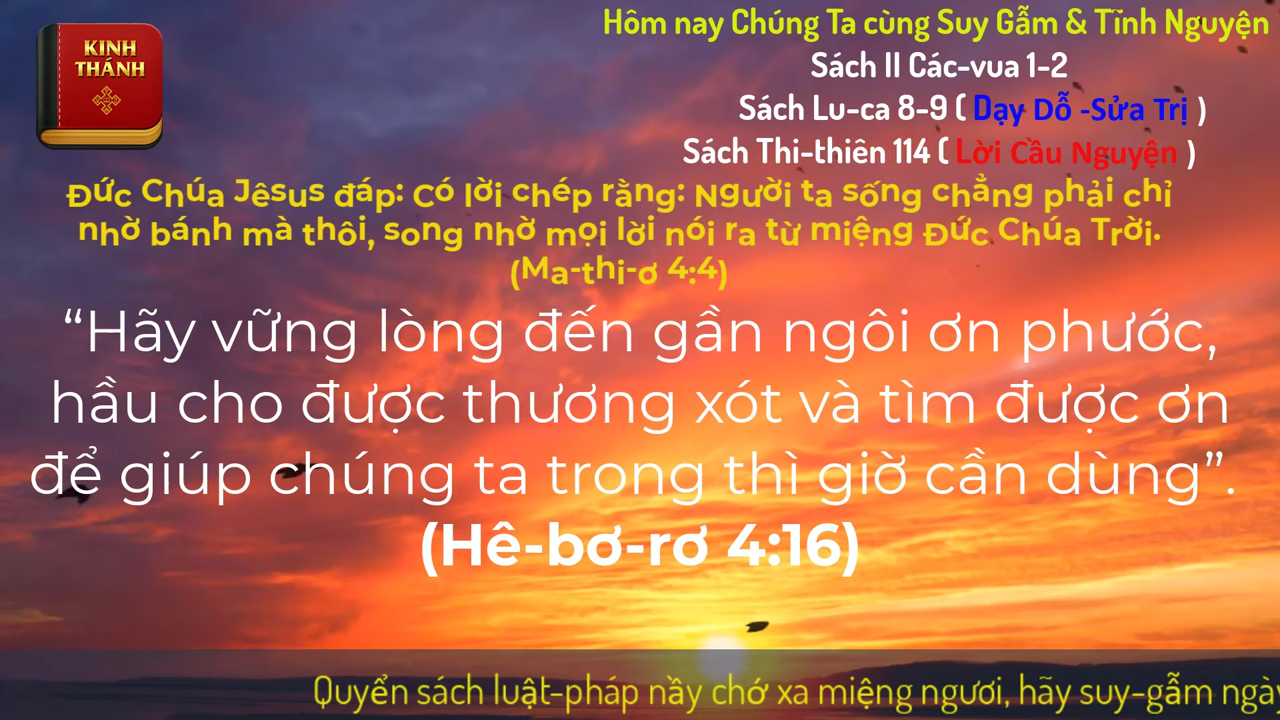 KINH
THÁNH
Hôm nay Chúng Ta cùng Suy Gẫm & Tĩnh Nguyện
Sách II Các-vua 1-2
Sách Lu-ca 8-9 ( Dạy Dỗ -Sửa Trị )
Sách Thi-thiên 114 ( Lời Cầu Nguyện )
Đức Chúa Jêsus đáp: Có lời chép rằng: Người ta sống chẳng phải chỉ
nhờ bánh mà thôi, song nhờ mọi lời nói ra từ miệng Đức Chúa Trời.
(Ma-thi-ơ 4:4)
“Hãy vững lòng đến gần ngôi ơn phước,
hầu cho được thương xót và tìm được ơn
để giúp chúng ta trong thì giờ cần dùng”.
(Hê-bơ-rơ 4:16)
Quyển sách luật-pháp nầy chớ xa miệng ngươi, hãy suy-gẫm ngày